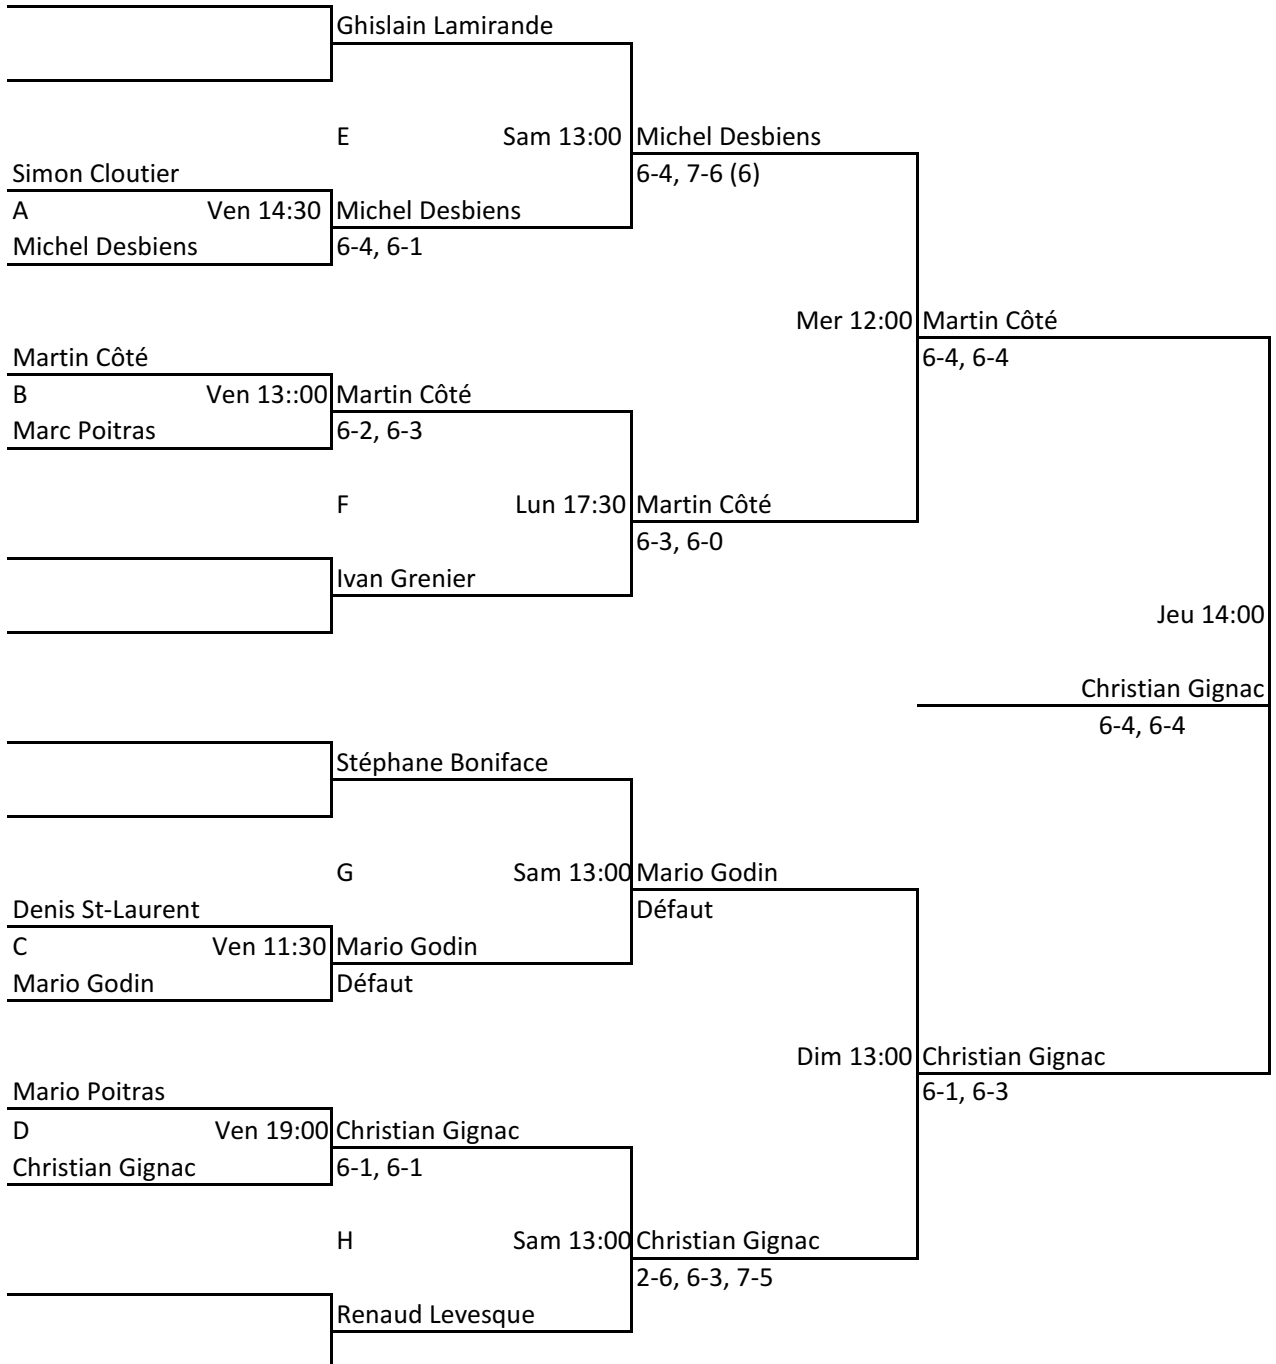 Ghislain Lamirande
E Sam 13:00 Michel Desbiens
Simon Cloutier 6-4, 7-6 (6)
A Ven 14:30 Michel Desbiens
Michel Desbiens 6-4, 6-1
Mer 12:00 Martin Côté
Martin Côté 6-4, 6-4
B Ven 13::00 Martin Côté
Marc Poitras 6-2, 6-3
F Lun 17:30 Martin Côté
6-3, 6-0
Ivan Grenier
Jeu 14:00
Christian Gignac
6-4, 6-4
Stéphane Boniface
G Sam 13:00 Mario Godin
Denis St-Laurent Défaut
C Ven 11:30 Mario Godin
Mario Godin Défaut
Dim 13:00 Christian Gignac
Mario Poitras 6-1, 6-3
D Ven 19:00 Christian Gignac
Christian Gignac 6-1, 6-1
H Sam 13:00 Christian Gignac
2-6, 6-3, 7-5
Renaud Levesque